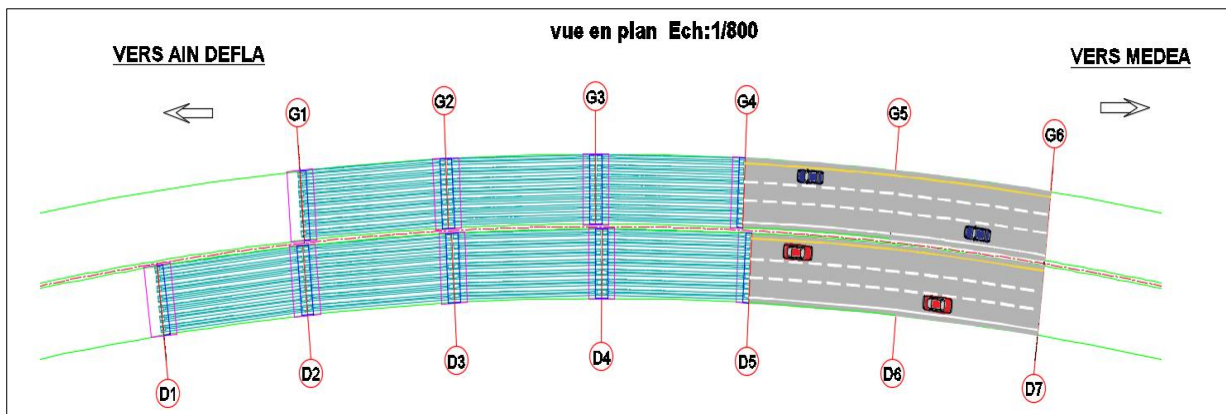 vue en plan Ech:1/800
VERS AIN DEFLA
VERS MEDEA
G1
G2
G3
G4
G5
G6
D1
D2
D3
D4
D5
D6
D7